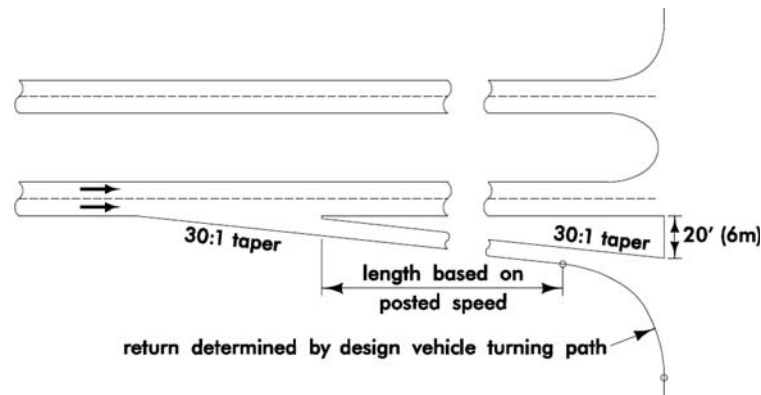 30:1 taper
30:1 taper
20' (6m)
length based on
posted speed
return determined by design vehicle turning path